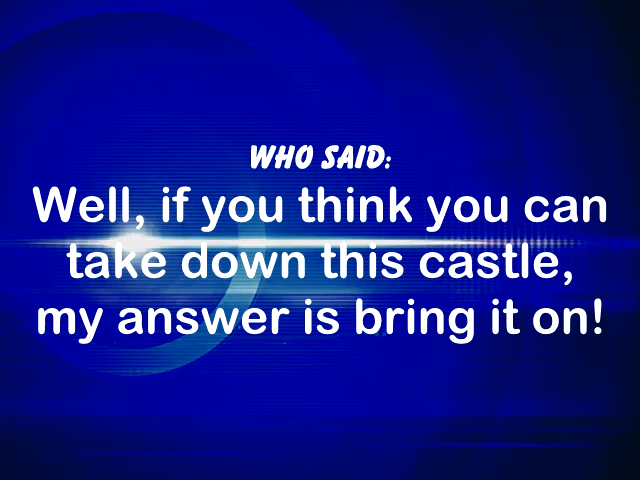 WHO SAID:
Well, if you think you can
take down this castle,
my answer is bring it on!